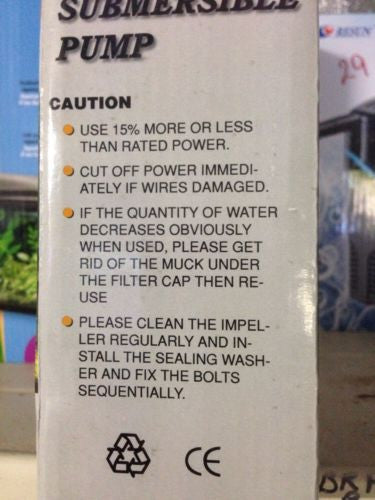 SUBMERSIBLE
PUMP
CAUTION
USE 15% MORE OR LESS
THAN RATED POWER.
CUT OFF POWER IMMEDI-
ATELY IF WIRES DAMAGED.
IF THE QUANTITY OF WATER
DECREASES OBVIOUSLY
WHEN USED, PLEASE GET
RID OF THE MUCK UNDER
THE FILTER CAP THEN RE-
USE
PLEASE CLEAN THE IMPEL-
LER REGULARLY AND IN-
STALL THE SEALING WASH-
ER AND FIX THE BOLTS
SEQUENTIALLY.
CE
RESUN
29